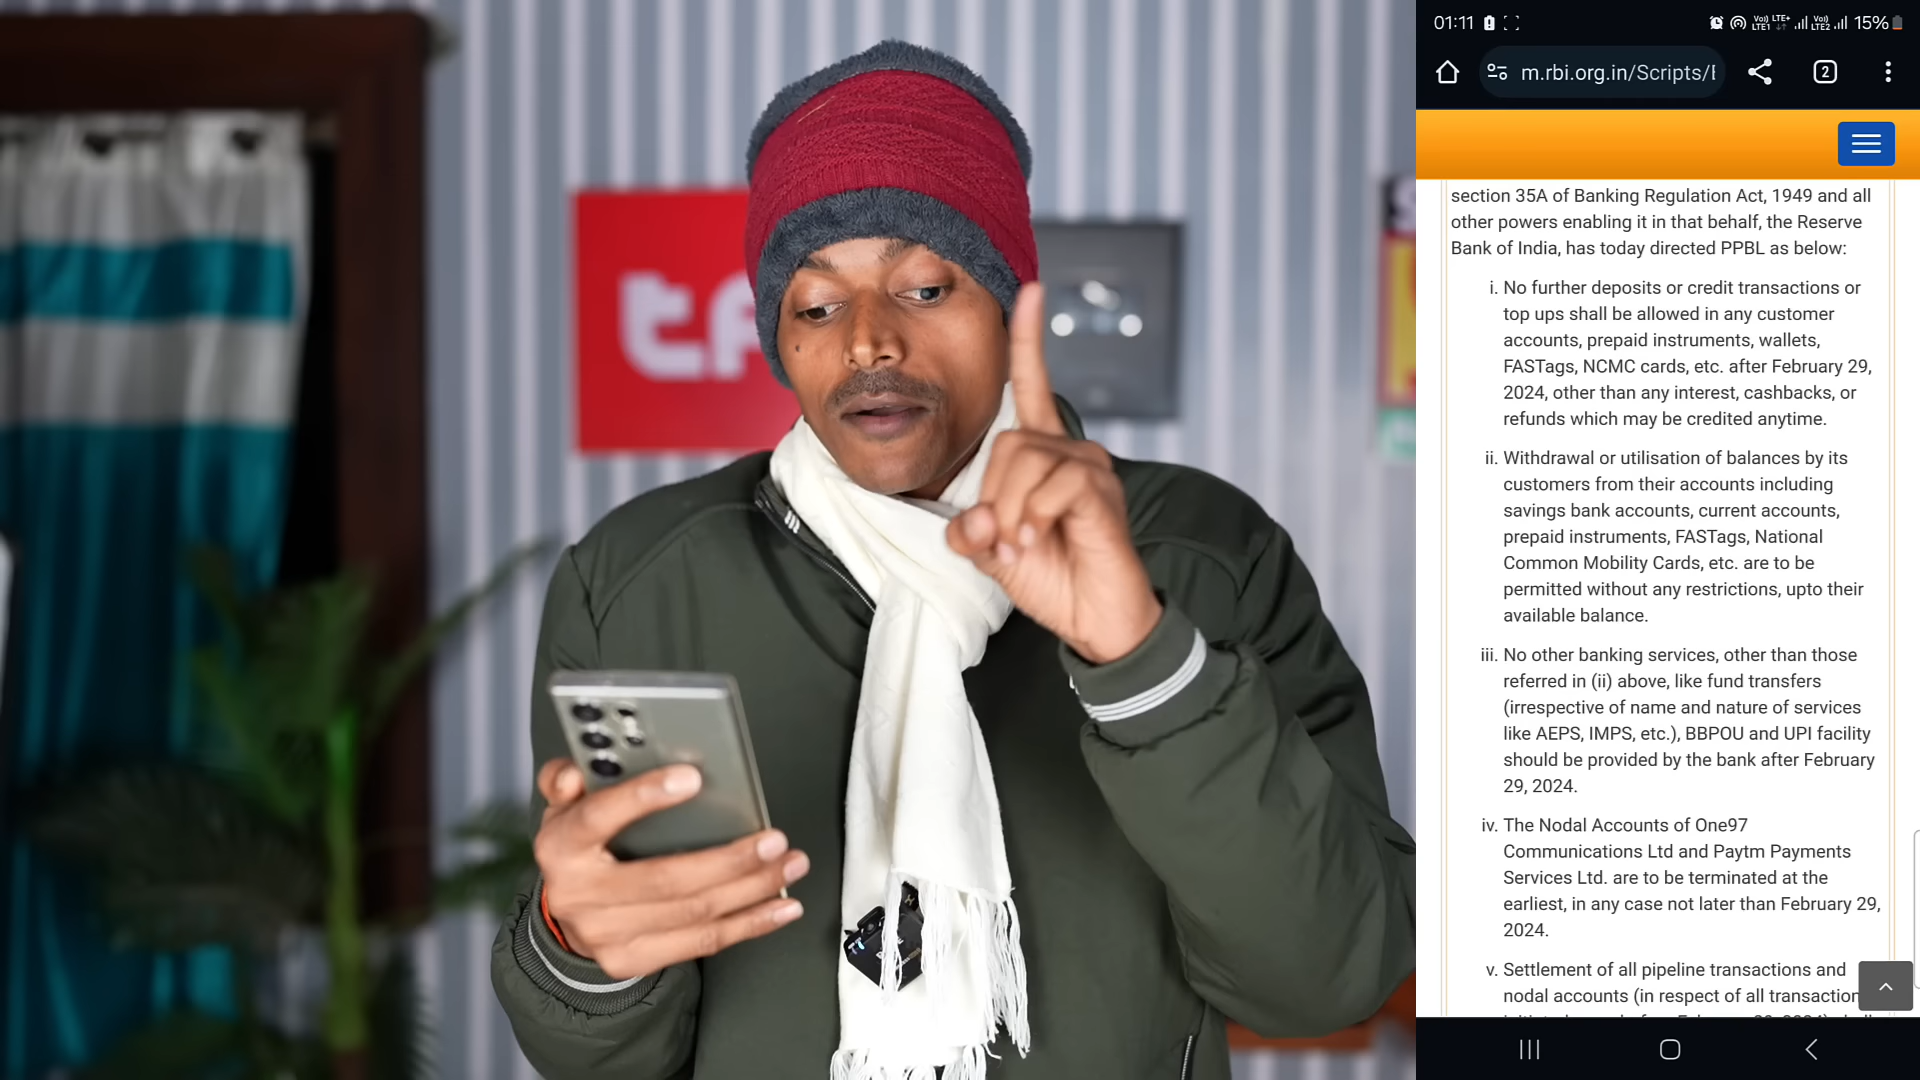 t.
01:11
Vo) LTE+ Vo)
LTE1 LTE2
15%
m.rbi.org.in/Scripts/
2
section 35A of Banking Regulation Act, 1949 and all
other powers enabling it in that behalf, the Reserve
Bank of India, has today directed PPBL as below:
i. No further deposits or credit transactions or
top ups shall be allowed in any customer
accounts, prepaid instruments, wallets,
FASTags, NCMC cards, etc. after February 29,
2024, other than any interest, cashbacks, or
refunds which may be credited anytime.
ii. Withdrawal or utilisation of balances by its
customers from their accounts including
savings bank accounts, current accounts,
prepaid instruments, FASTags, National
Common Mobility Cards, etc. are to be
permitted without any restrictions, upto their
available balance.
iii. No other banking services, other than those
referred in (ii) above, like fund transfers
(irrespective of name and nature of services
like AEPS, IMPS, etc.), BBPOU and UPI facility
should be provided by the bank after February
29, 2024.
iv. The Nodal Accounts of One97
Communications Ltd and Paytm Payments
Services Ltd. are to be terminated at the
earliest, in any case not later than February 29,
2024.
v. Settlement of all pipeline transactions and
nodal accounts (in respect of all transaction